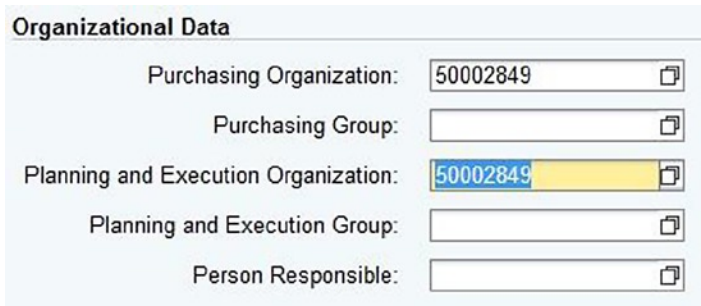 Organizational Data
Purchasing Organization: 50002849
Purchasing Group:
Planning and Execution Organization: 50002849
Planning and Execution Group:
Person Responsible: